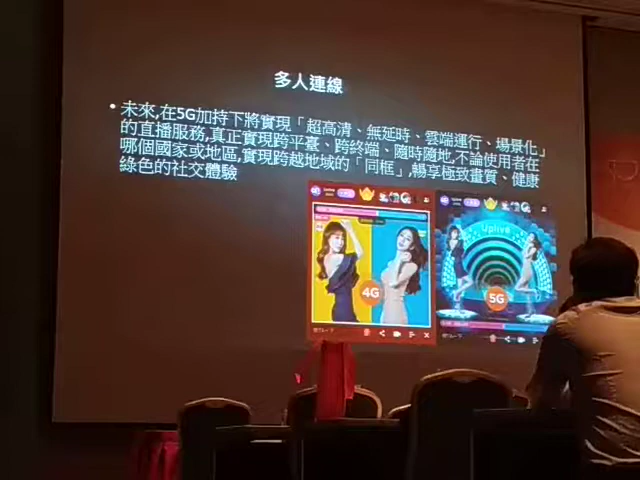 多人連線
• 未來,在5G加持下將實現「超高清、無延時、雲端運行、場景化」
的直播服務,真正實現跨平臺、跨終端、隨時隨地,不論使用者在
哪個國家或地區,實現跨越地域的「同框」,暢享極致畫質、健康
綠色的社交體驗
4G
Uplive
5G